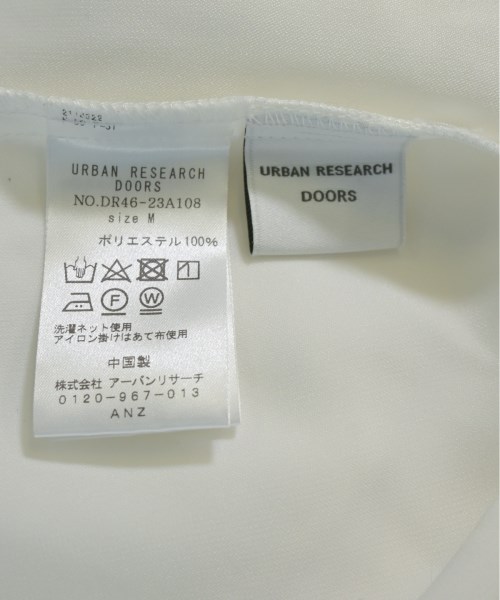 URBAN RESEARCH
DOORS
NO.DR46-23A108
size M
ポリエステル100%
F
W
洗濯ネット使用
アイロン掛けはあて布使用
中国製
株式会社 アーバンリサーチ
0120-967-013
ANZ
URBAN RESEARCH
DOORS